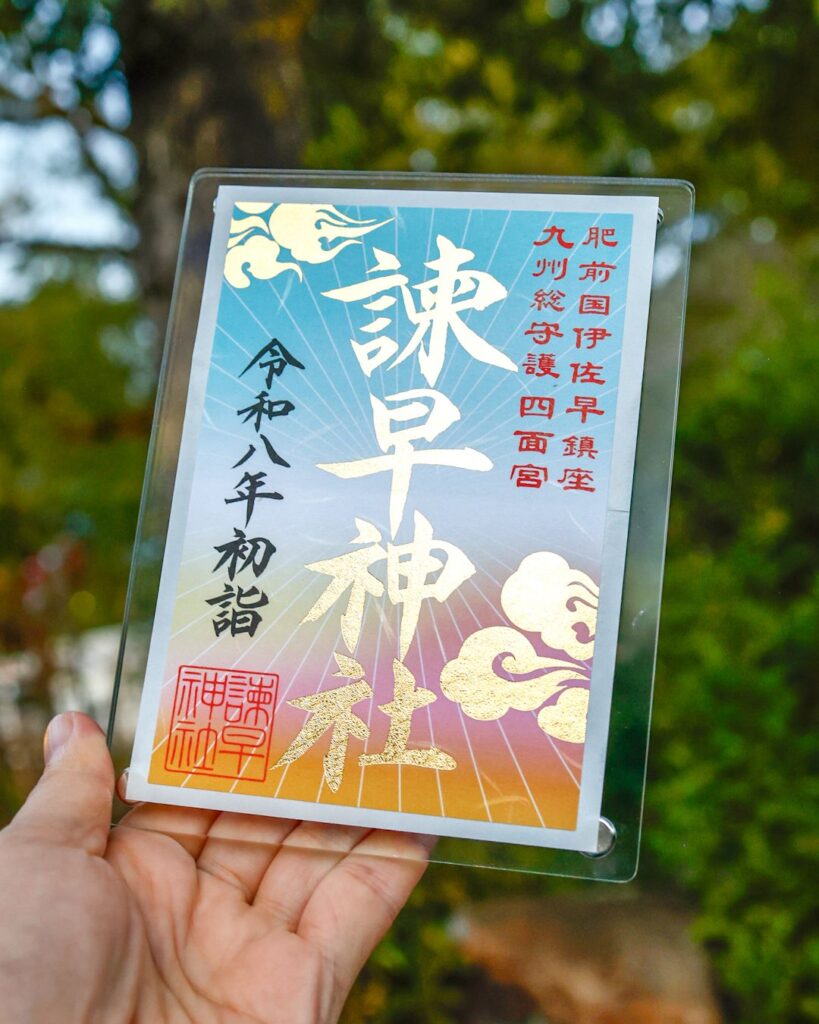 肥前国伊佐早鎮座
九州総守護四面宮
諫早神社
令和八年初詣
諫早
神社